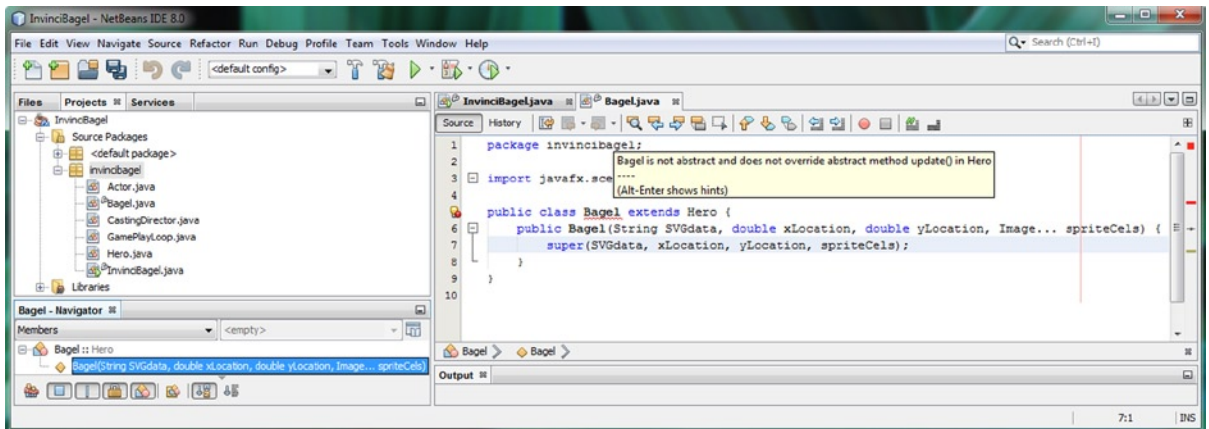 InvinciBagel - NetBeans IDE 8.0
File Edit View Navigate Source Refactor Run Debug Profile Team Tools Window Help
Search (Ctrl+I)
<default config>
Files Projects Services
InvinciBagel
Source Packages
<default package>
invincibagel
Actor.java
Bagel.java
CastingDirector.java
GamePlayLoop.java
Hero.java
InvinciBagel.java
Libraries
Bagel - Navigator
Members
<empty>
Bagel :: Hero
Bagel(String SVGdata, double xLocation, double yLocation, Image... spriteCels)
InvinciBagel.java Bagel.java
Source History
1 package invincibagel;
2
3 import javafx.sce
4
public class Bagel extends Hero {
6 public Bagel(String SVGdata, double xLocation, double yLocation, Image... spriteCels) {
7 super(SVGdata, xLocation, yLocation, spriteCels);
8 }
9 }
10
Bagel is not abstract and does not override abstract method update() in Hero
----
(Alt-Enter shows hints)
Bagel Bagel
Output
7:1 INS